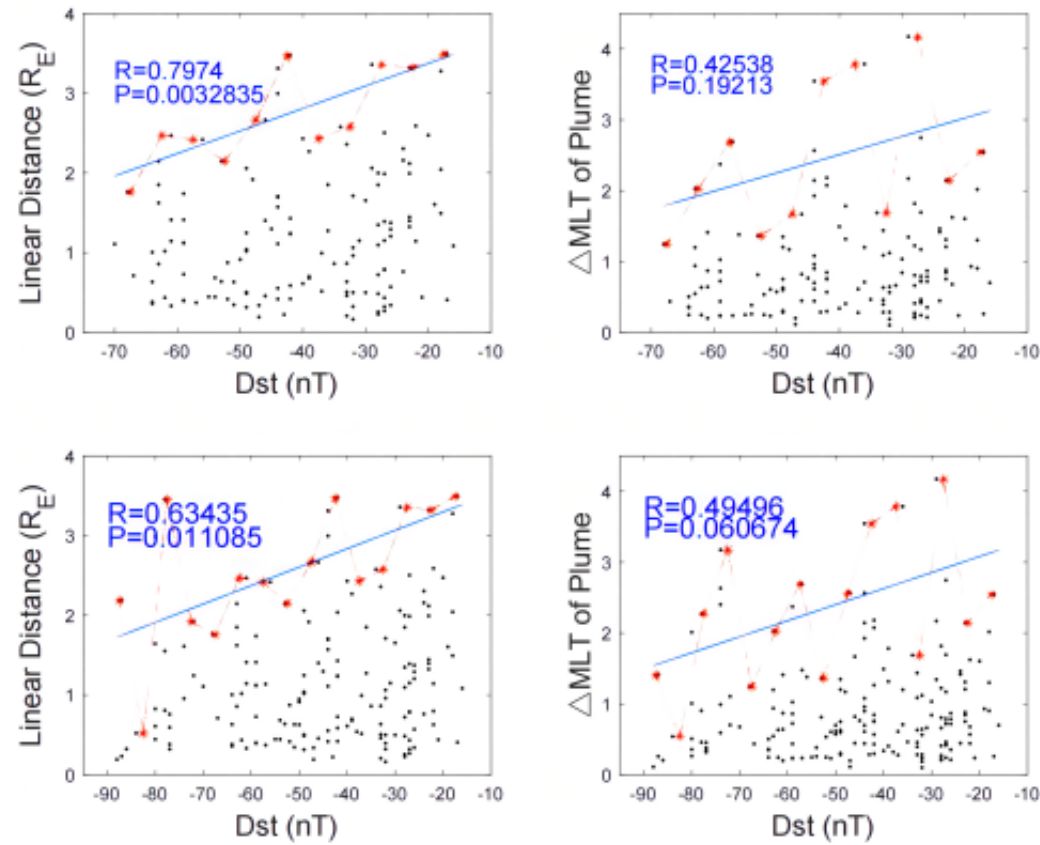 4
3
2
1
0
Linear Distance (R_E)
R=0.7974
P=0.0032835
-70 -60 -50 -40 -30 -20 -10
Dst (nT)
4
3
2
1
0
△MLT of Plume
R=0.42538
P=0.19213
-70 -60 -50 -40 -30 -20 -10
Dst (nT)
4
3
2
1
0
Linear Distance (R_E)
R=0.63435
P=0.011085
-90 -80 -70 -60 -50 -40 -30 -20 -10
Dst (nT)
4
3
2
1
0
△MLT of Plume
R=0.49496
P=0.060674
-90 -80 -70 -60 -50 -40 -30 -20 -10
Dst (nT)